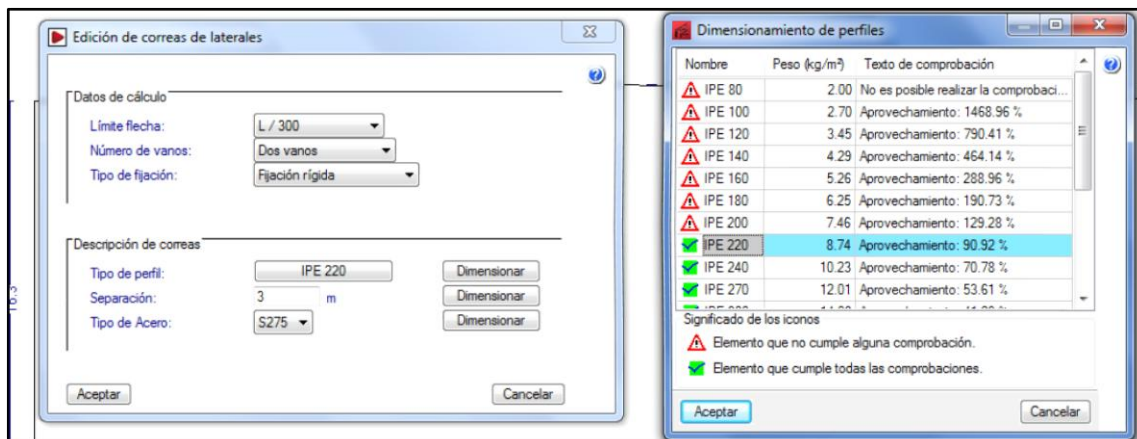 Edición de correas de laterales
Datos de cálculo
Límite flecha: L / 300
Número de vanos: Dos vanos
Tipo de fijación: Fijación rígida
Descripción de correas
Tipo de perfil: IPE 220 Dimensionar
Separación: 3 m Dimensionar
Tipo de Acero: S275 Dimensionar
Aceptar Cancelar
Dimensionamiento de perfiles
Nombre Peso (kg/m²) Texto de comprobación
IPE 80 2.00 No es posible realizar la comprobaci...
IPE 100 2.70 Aprovechamiento: 1468.96 %
IPE 120 3.45 Aprovechamiento: 790.41 %
IPE 140 4.29 Aprovechamiento: 464.14 %
IPE 160 5.26 Aprovechamiento: 288.96 %
IPE 180 6.25 Aprovechamiento: 190.73 %
IPE 200 7.46 Aprovechamiento: 129.28 %
IPE 220 8.74 Aprovechamiento: 90.92 %
IPE 240 10.23 Aprovechamiento: 70.78 %
IPE 270 12.01 Aprovechamiento: 53.61 %
Significado de los iconos
Elemento que no cumple alguna comprobación.
Elemento que cumple todas las comprobaciones.
Aceptar Cancelar